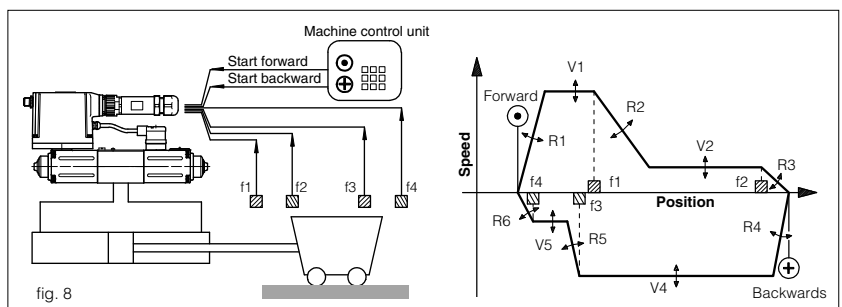 Machine control unit
Start forward
Start backward
f1
f2
f3
f4
fig. 8
Speed
Forward
V1
R1
R2
V2
R3
f4
f1
f2
f3
Position
R6
V5
R5
R4
V4
Backwards